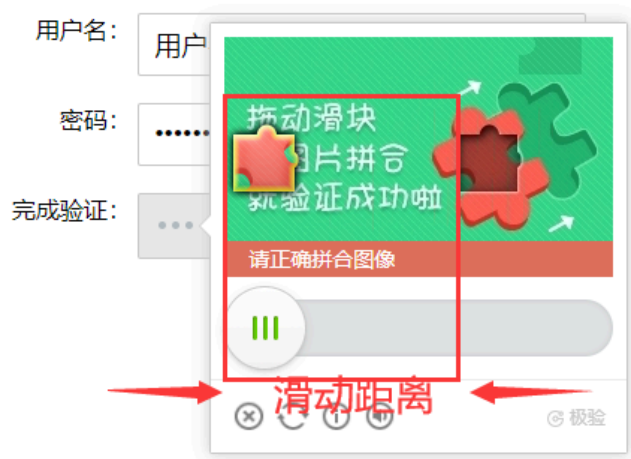 用户名：
用户
密码：
拖动滑块
图片拼合
就验证成功啦
完成验证：
请正确拼合图像
滑动距离
极验